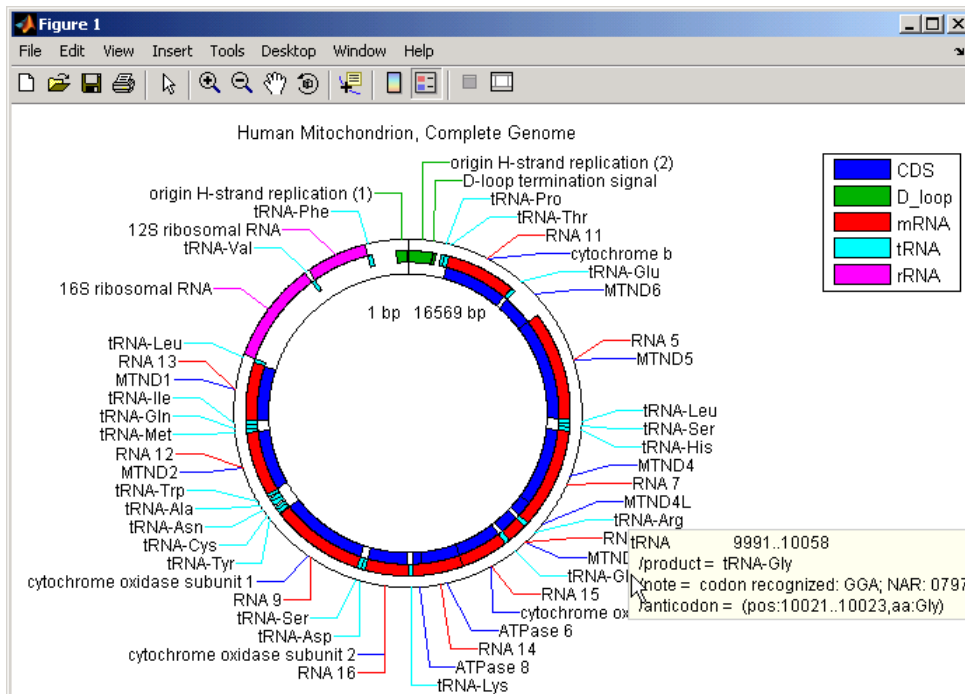 Figure 1
File Edit View Insert Tools Desktop Window Help
Human Mitochondrion, Complete Genome
CDS
D_loop
mRNA
tRNA
rRNA
origin H-strand replication (2)
D-loop termination signal
origin H-strand replication (1)
tRNA-Pro
tRNA-Phe
tRNA-Thr
12S ribosomal RNA
RNA 11
tRNA-Val
cytochrome b
tRNA-Glu
16S ribosomal RNA
MTND6
1 bp 16569 bp
tRNA-Leu
RNA 5
RNA 13
MTND5
MTND1
tRNA-Ile
tRNA-Leu
tRNA-Gln
tRNA-Ser
tRNA-Met
tRNA-His
RNA 12
MTND4
MTND2
RNA 7
tRNA-Trp
MTND4L
tRNA-Ala
tRNA-Arg
tRNA-Asn
tRNA-Cys
tRNA-Tyr
tRNA 9991..10058
/product = tRNA-Gly
/note = codon recognized: GGA; NAR: 0797
/anticodon = (pos:10021..10023,aa:Gly)
cytochrome oxidase subunit 1
RNA 15
RNA 9
cytochrome
tRNA-Ser
ATPase 6
tRNA-Asp
RNA 14
cytochrome oxidase subunit 2
ATPase 8
RNA 16
tRNA-Lys